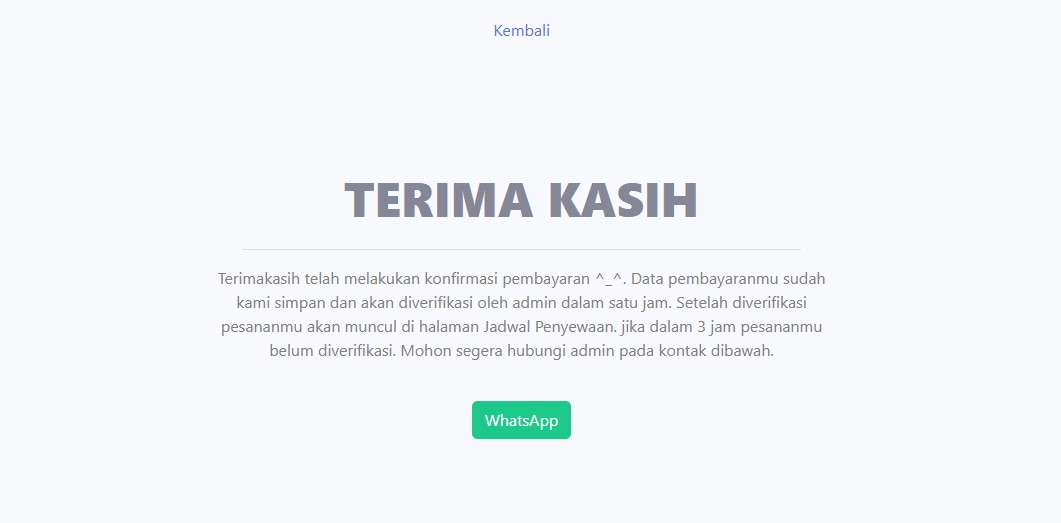 Kembali
TERIMA KASIH
Terimakasih telah melakukan konfirmasi pembayaran ^_^. Data pembayaranmu sudah
kami simpan dan akan diverifikasi oleh admin dalam satu jam. Setelah diverifikasi
pesananmu akan muncul di halaman Jadwal Penyewaan. jika dalam 3 jam pesananmu
belum diverifikasi. Mohon segera hubungi admin pada kontak dibawah.
WhatsApp